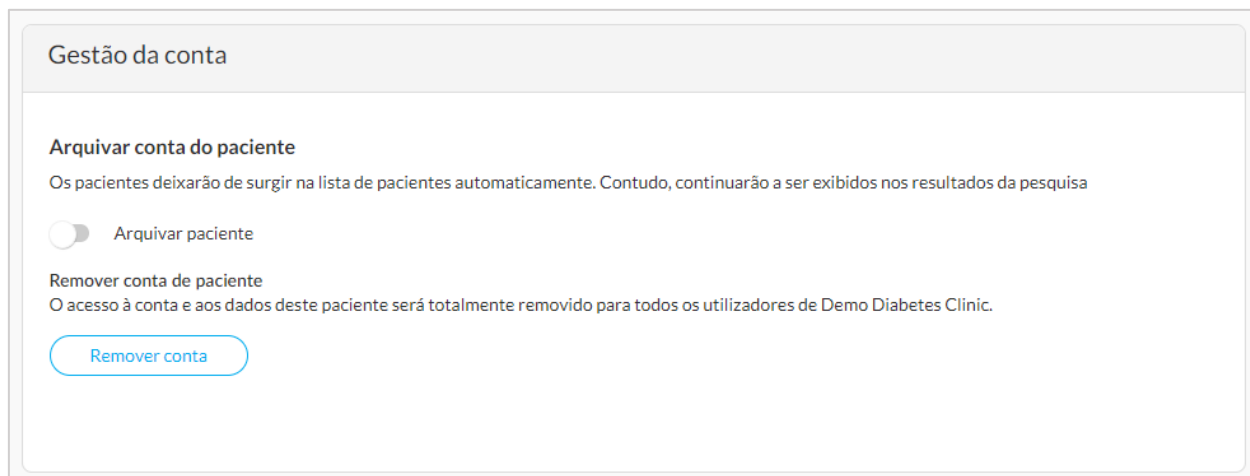 Gestão da conta
Arquivar conta do paciente
Os pacientes deixarão de surgir na lista de pacientes automaticamente. Contudo, continuarão a ser exibidos nos resultados da pesquisa
Arquivar paciente
Remover conta de paciente
O acesso à conta e aos dados deste paciente será totalmente removido para todos os utilizadores de Demo Diabetes Clinic.
Remover conta